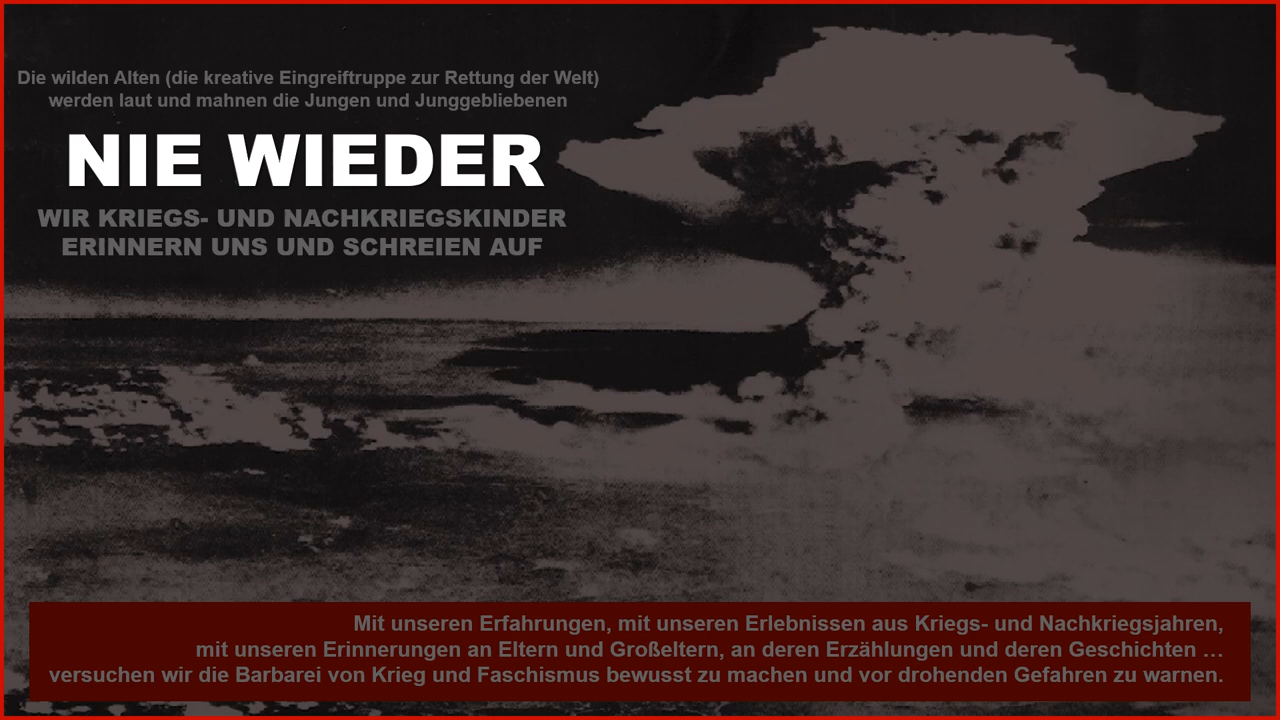 Die wilden Alten (die kreative Eingreiftruppe zur Rettung der Welt)
werden laut und mahnen die Jungen und Junggebliebenen
NIE WIEDER
WIR KRIEGS- UND NACHKRIEGSKINDER
ERINNERN UNS UND SCHREIEN AUF
Mit unseren Erfahrungen, mit unseren Erlebnissen aus Kriegs- und Nachkriegsjahren,
mit unseren Erinnerungen an Eltern und Großeltern, an deren Erzählungen und deren Geschichten …
versuchen wir die Barbarei von Krieg und Faschismus bewusst zu machen und vor drohenden Gefahren zu warnen.